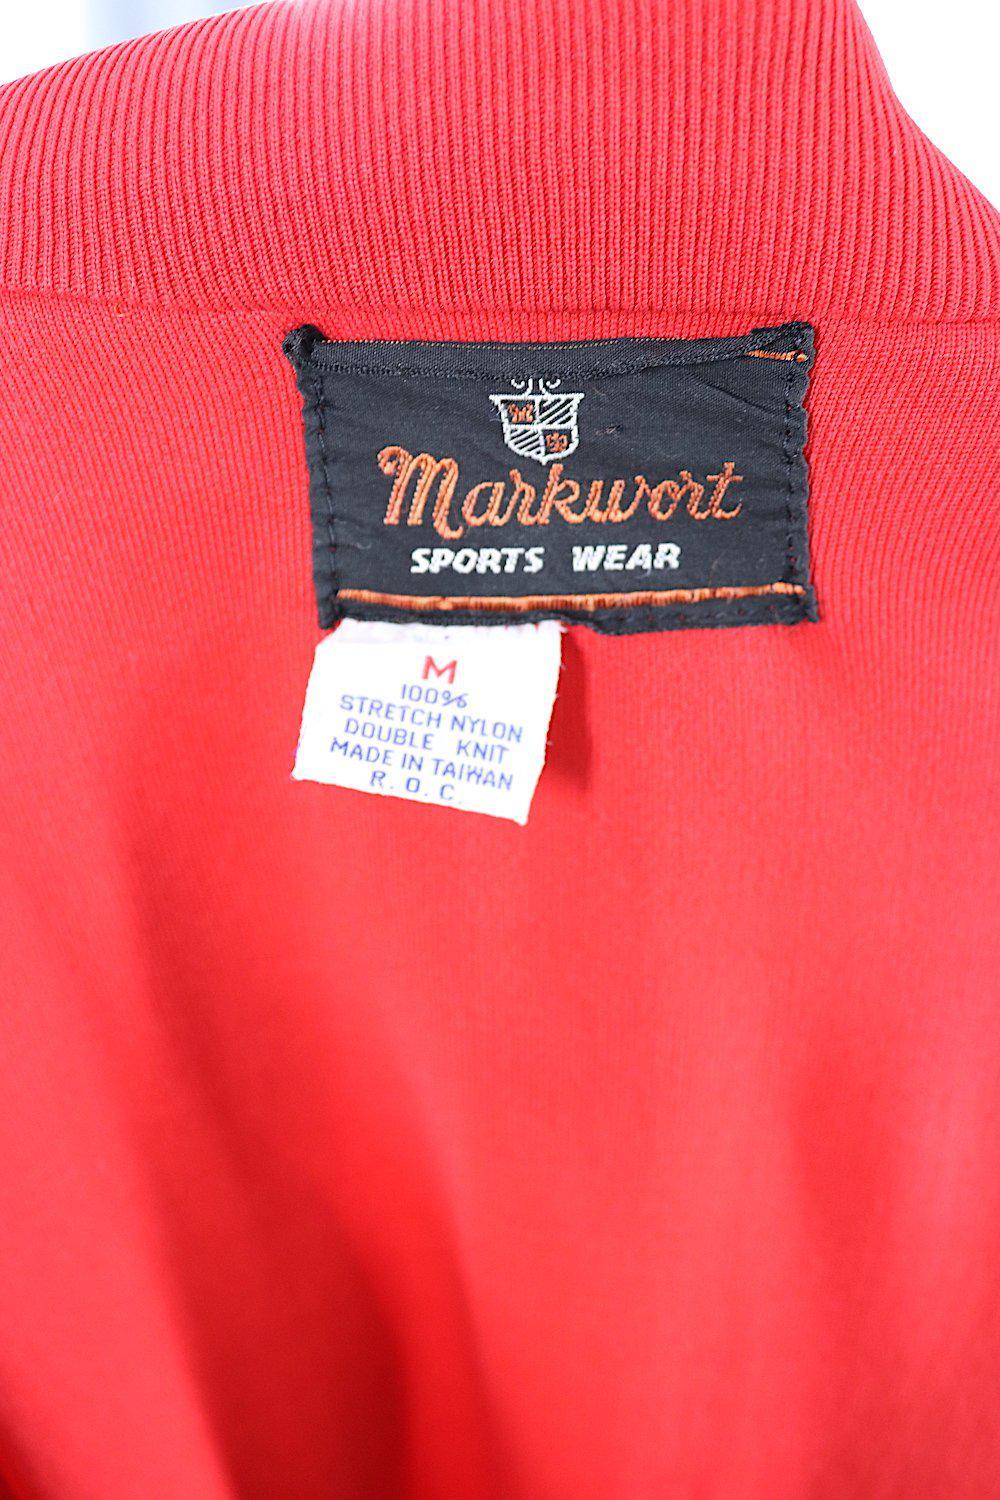 Markwort
SPORTS WEAR
M
100%
STRETCH NYLON
DOUBLE KNIT
MADE IN TAIWAN
R. O. C.